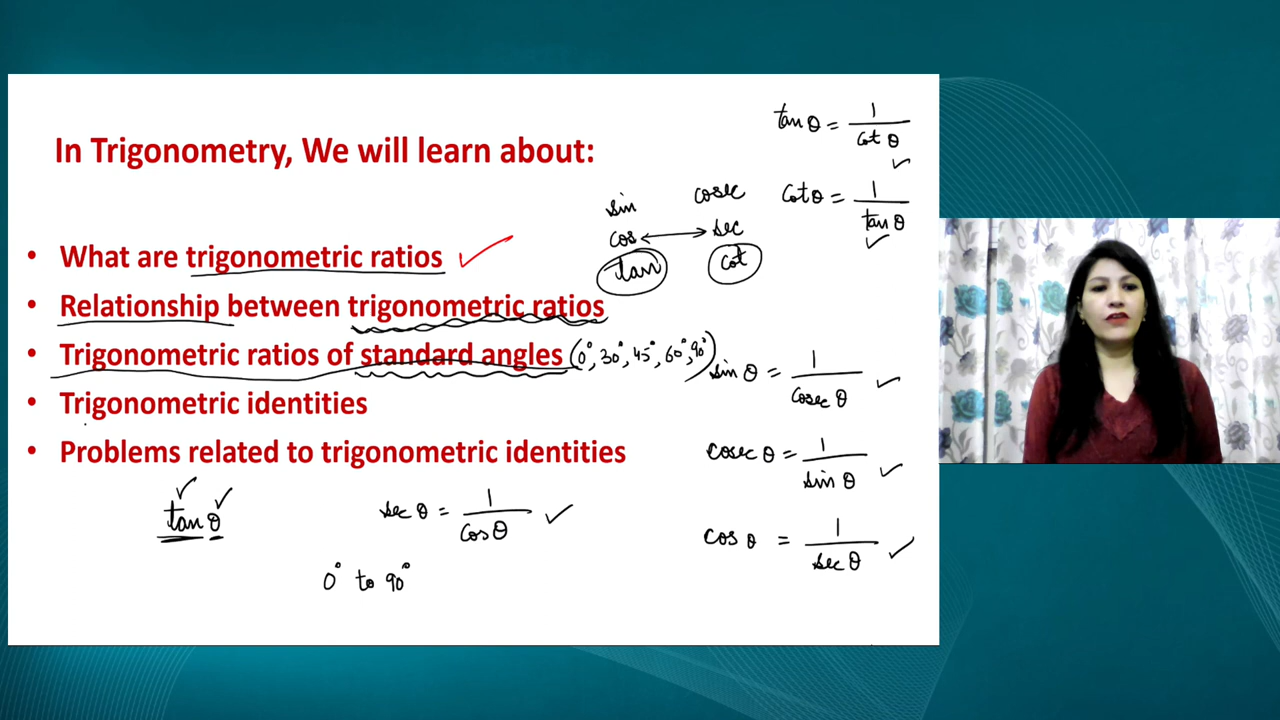 In Trigonometry, We will learn about:
tan θ = 1 / cot θ
cot θ = 1 / tan θ
sin cosec
cos ⟷ sec
tan cot
• What are trigonometric ratios ✓
• Relationship between trigonometric ratios
• Trigonometric ratios of standard angles (0°, 30°, 45°, 60°, 90°)
• Trigonometric identities
• Problems related to trigonometric identities
sin θ = 1 / cosec θ
cosec θ = 1 / sin θ
cos θ = 1 / sec θ
tan θ
sec θ = 1 / cos θ
0° to 90°